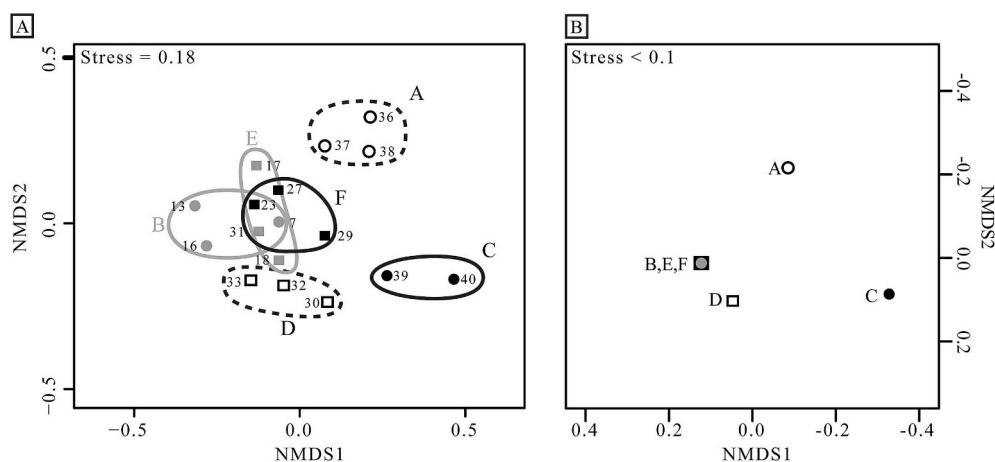 A
Stress = 0.18
0.5
0.0
−0.5
NMDS2
A
36
37
38
E
17
27
F
13
23
7
B
31
29
16
18
C
39
40
33
32
30
D
−0.5
0.0
0.5
NMDS1
B
Stress < 0.1
A
B,E,F
D
C
-0.4
-0.2
0.0
0.2
NMDS2
0.4
0.2
0.0
-0.2
-0.4
NMDS1